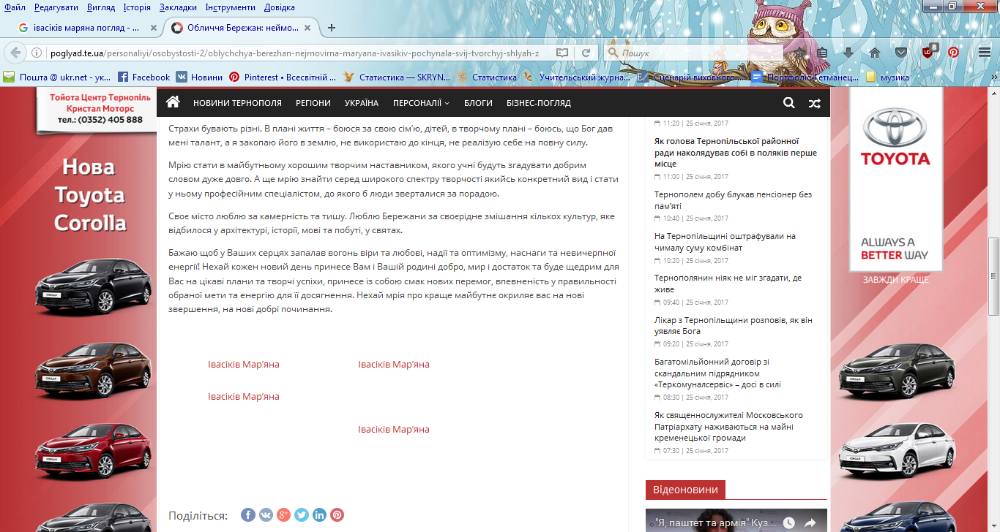 Файл Редагувати Вигляд Історія Закладки Інструменти Довідка
івасіків маряна погляд - ...
Обличчя Бережан: неймо...
poglyad.te.ua/personaliyi/osobystosti-2/oblychchya-berezhan-nejmovirna-maryana-ivasikiv-pochynala-svij-tvorchyj-shlyah-z
Пошук
8
Пошта @ ukr.net - ук...
Facebook
Новини
Pinterest • Всесвітній ...
Статистика — SKRYN...
Статистика
Учительський журна...
Сценарій виховного ...
Портфоліо Гетманец...
музика
Тойота Центр Тернопіль
Кристал Моторс
тел.: (0352) 405 888
Нова
Toyota
Corolla
НОВИНИ ТЕРНОПОЛЯ РЕГІОНИ УКРАЇНА ПЕРСОНАЛІЇ БЛОГИ БІЗНЕС-ПОГЛЯД
Страхи бувають різні. В плані життя – боюся за свою сім’ю, дітей, в творчому плані – боюсь, що Бог дав
мені талант, а я закопаю його в землю, не використаю до кінця, не реалізую себе на повну силу.
Мрію стати в майбутньому хорошим творчим наставником, якого учні будуть згадувати добрим
словом дуже довго. А ще мрію знайти серед широкого спектру творчості якийсь конкретний вид і стати
у ньому професійним спеціалістом, до якого б люди зверталися за порадою.
Своє місто люблю за камерність та тишу. Люблю Бережани за своєрідне змішання кількох культур, яке
відбилося у архітектурі, історії, мові та побуті, у святах.
Бажаю щоб у Ваших серцях запалав вогонь віри та любові, надії та оптимізму, наснаги та невичерпної
енергії! Нехай кожен новий день принесе Вам і Вашій родині добро, мир і достаток та буде щедрим для
Вас на цікаві плани та творчі успіхи, принесе із собою смак нових перемог, впевненість у правильності
обраної мети та енергію для її досягнення. Нехай мрія про краще майбутнє окриляє вас на нові
звершення, на нові добрі починання.
Івасіків Мар’яна Івасіків Мар’яна
Івасіків Мар’яна
Івасіків Мар’яна
Поділіться:
11:20 | 25 січня, 2017
Як голова Тернопільської районної
ради наколядував собі в поляків перше
місце
11:00 | 25 січня, 2017
Тернополем добу блукав пенсіонер без
пам’яті
10:40 | 25 січня, 2017
На Тернопільщині оштрафували на
чималу суму комбінат
10:20 | 25 січня, 2017
Тернополянин ніяк не міг згадати, де
живе
09:40 | 25 січня, 2017
Лікар з Тернопільщини розповів, як він
уявляє Бога
09:20 | 25 січня, 2017
Багатомільйонний договір зі
скандальним підрядником
«Теркомуналсервіс» – досі в силі
08:30 | 25 січня, 2017
Як священнослужителі Московського
Патріархату наживаються на майні
кременецької громади
07:30 | 25 січня, 2017
Відеоновини
"Я, паштет та армія" Куз...
TOYOTA
ALWAYS A
BETTER WAY
ЗАВЖДИ КРАЩЕ